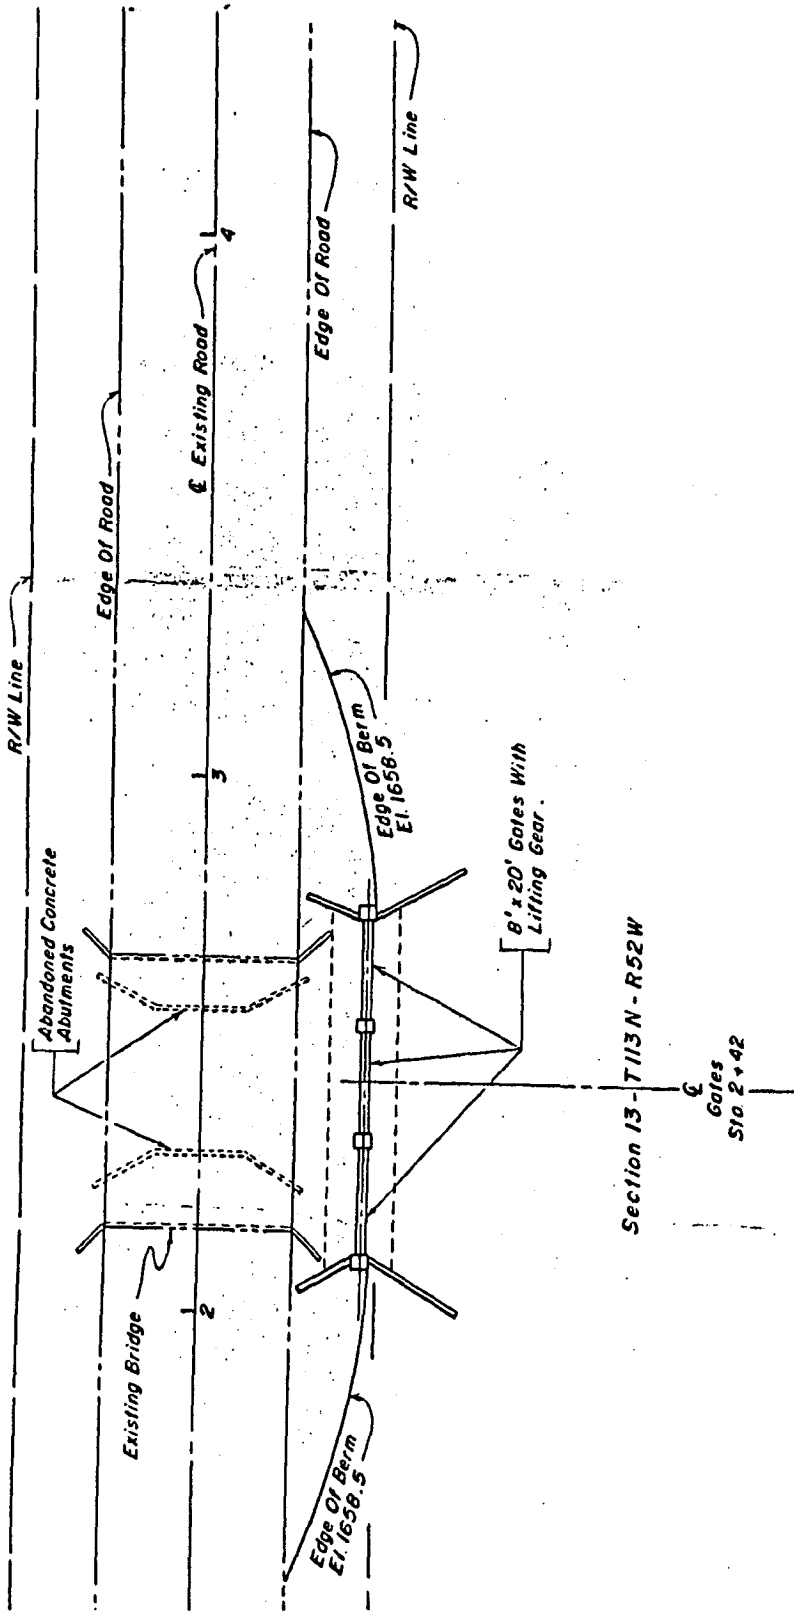 R/W Line
Edge Of Road
℄ Existing Road
4
Edge Of Road
R/W Line
Abandoned Concrete
Abutments
3
Edge Of Berm
El. 1658.5
8' x 20' Gates With
Lifting Gear.
Existing Bridge
2
Edge Of Berm
El. 1658.5
Section 13 - T113N - R52W
℄
Gates
Sta. 2+42